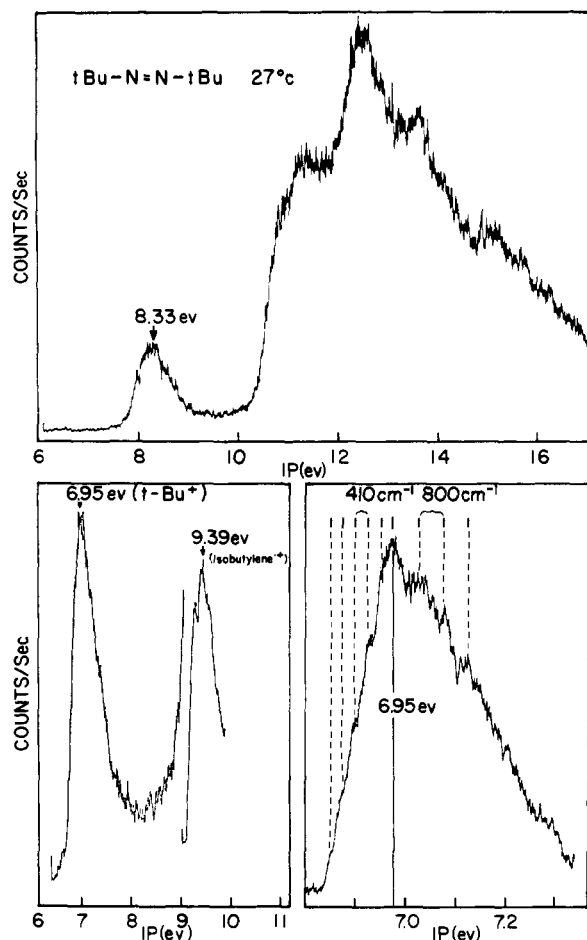 tBu-N=N-tBu 27°c
COUNTS/Sec
8.33 ev
6 8 10 12 14 16
IP(ev)
6.95 ev (t-Bu+)
9.39ev
(isobutylene·+)
COUNTS/Sec
6 7 8 9 10 11
IP(ev)
410cm⁻¹ 800cm⁻¹
6.95 ev
7.0 7.2
IP(ev)